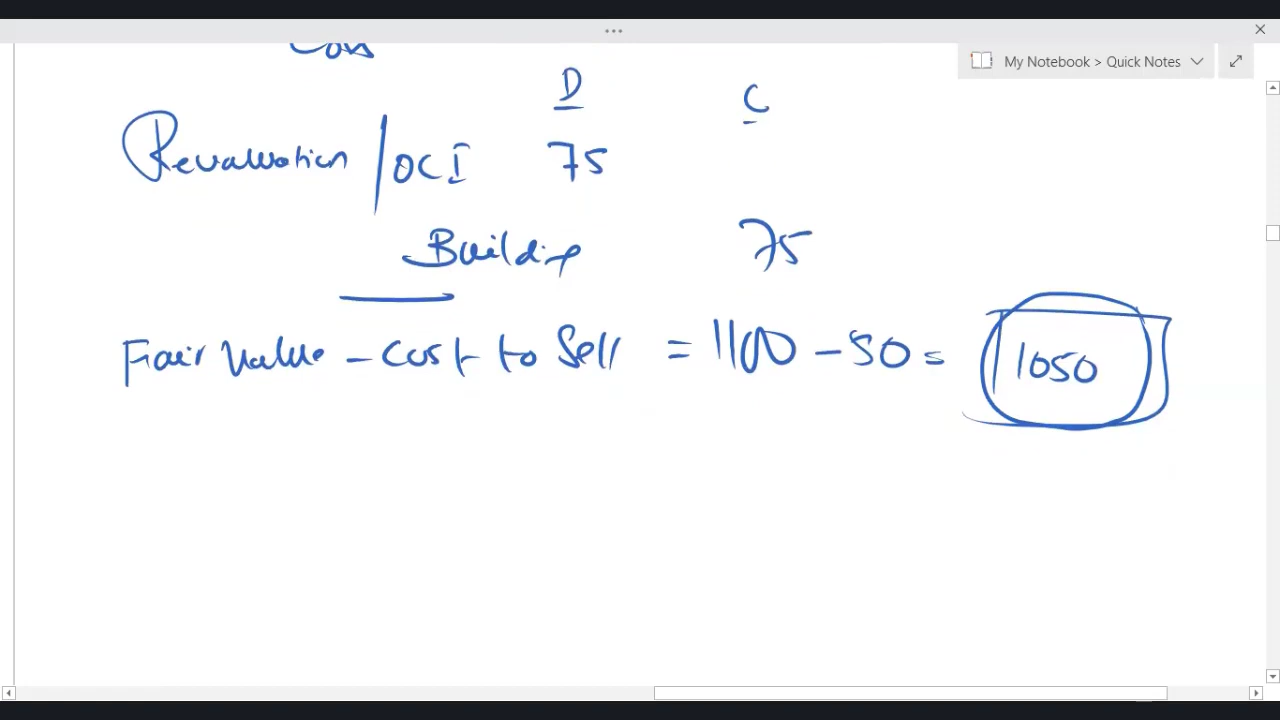 My Notebook > Quick Notes
D C
Revaluation / OCI 75
Building 75
Fair Value - Cost to Sell = 1100 - 50 = 1050